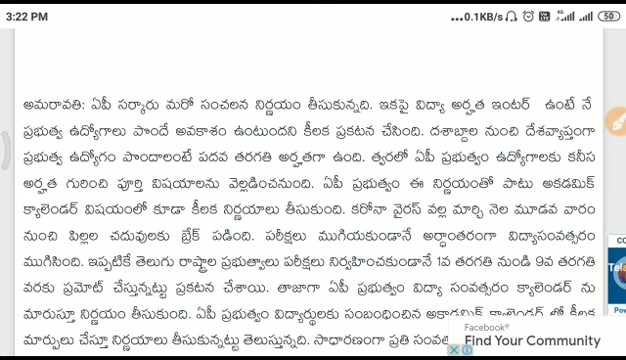 3:22 PM
...0.1KB/s 4G 50
అమరావతి: ఏపీ సర్కారు మరో సంచలన నిర్ణయం తీసుకున్నది. ఇకపై విద్యా అర్హత ఇంటర్ ఉంటే నే
ప్రభుత్వ ఉద్యోగాలు పొందే అవకాశం ఉంటుందని కీలక ప్రకటన చేసింది. దశాబ్దాల నుంచి దేశవ్యాప్తంగా
ప్రభుత్వ ఉద్యోగం పొందాలంటే పదవ తరగతి అర్హతగా ఉంది. త్వరలో ఏపీ ప్రభుత్వం ఉద్యోగాలకు కనీస
అర్హత గురించి పూర్తి విషయాలను వెల్లడించనుంది. ఏపీ ప్రభుత్వం ఈ నిర్ణయంతో పాటు అకడమిక్
క్యాలెండర్ విషయంలో కూడా కీలక నిర్ణయాలు తీసుకుంది. కరోనా వైరస్ వల్ల మార్చి నెల మూడవ వారం
నుంచి పిల్లల చదువులకు బ్రేక్ పడింది. పరీక్షలు ముగియకుండానే అర్ధాంతరంగా విద్యాసంవత్సరం
ముగిసింది. ఇప్పటికే తెలుగు రాష్ట్రాల ప్రభుత్వాలు పరీక్షలు నిర్వహించకుండానే 1వ తరగతి నుండి 9వ తరగతి
వరకు ప్రమోట్ చేస్తున్నట్టు ప్రకటన చేశాయి. తాజాగా ఏపీ ప్రభుత్వం విద్యా సంవత్సరం క్యాలెండర్ ను
మారుస్తూ నిర్ణయం తీసుకుంది. ఏపీ ప్రభుత్వం విద్యార్థులకు సంబంధించిన అకాడమిక్ క్యాలెండర్ లో కీలక
మార్పులు చేస్తూ నిర్ణయాలు తీసుకున్నట్టు తెలుస్తున్నది. సాధారణంగా ప్రతి సంవత
Facebook®
Find Your Community
CO
Tele
Pow